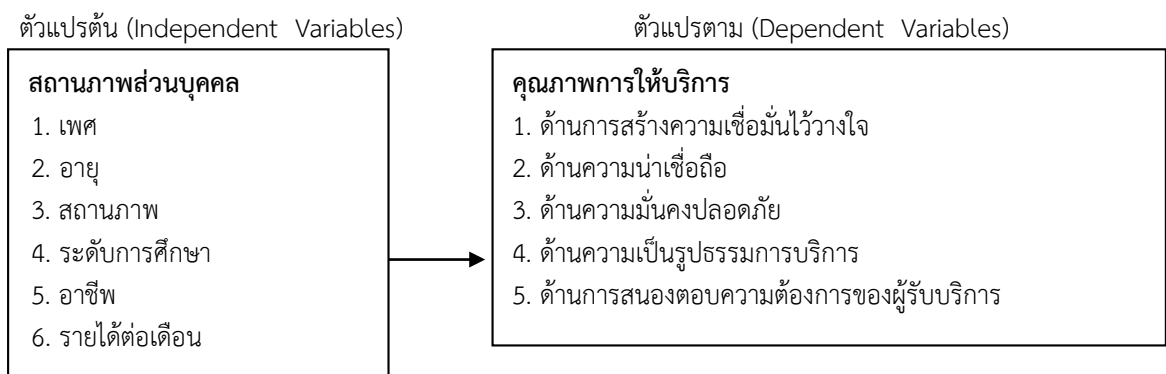 ตัวแปรต้น (Independent Variables)
สถานภาพส่วนบุคคล
1. เพศ
2. อายุ
3. สถานภาพ
4. ระดับการศึกษา
5. อาชีพ
6. รายได้ต่อเดือน
ตัวแปรตาม (Dependent Variables)
คุณภาพการให้บริการ
1. ด้านการสร้างความเชื่อมั่นไว้วางใจ
2. ด้านความน่าเชื่อถือ
3. ด้านความมั่นคงปลอดภัย
4. ด้านความเป็นรูปธรรมการบริการ
5. ด้านการสนองตอบความต้องการของผู้รับบริการ